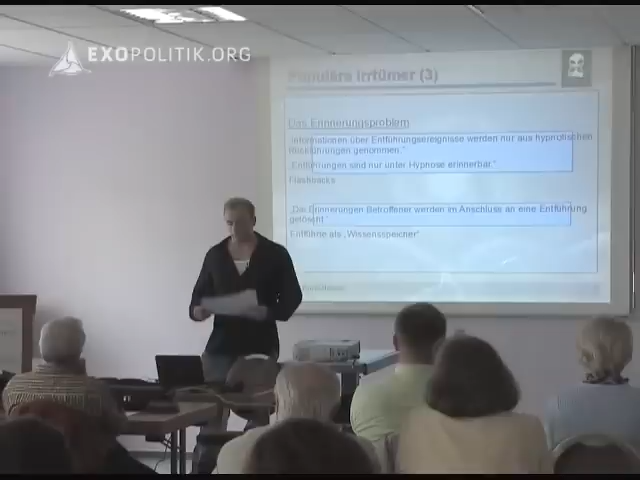 EXOPOLITIK.ORG
Populäre Irrtümer (3)
Das Erinnerungsproblem
„Informationen über Entführungsereignisse werden nur aus hypnotischen
Rückführungen genommen.“
„Entführungen sind nur unter Hypnose erinnerbar.“
Flashbacks
„Die Erinnerungen Betroffener werden im Anschluss an eine Entführung
gelöscht.“
Entführte als „Wissensspeicher“